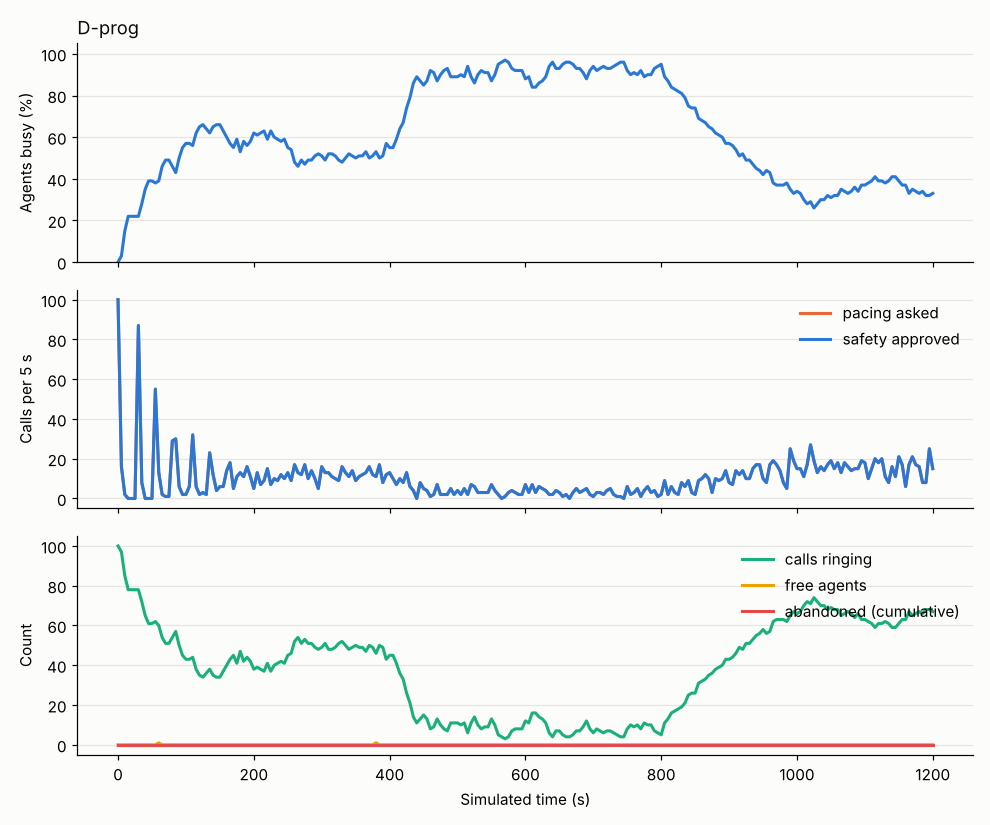 D-prog
100
80
60
40
20
0
Agents busy (%)
100
80
60
40
20
0
Calls per 5 s
pacing asked
safety approved
100
80
60
40
20
0
Count
calls ringing
free agents
abandoned (cumulative)
0 200 400 600 800 1000 1200
Simulated time (s)